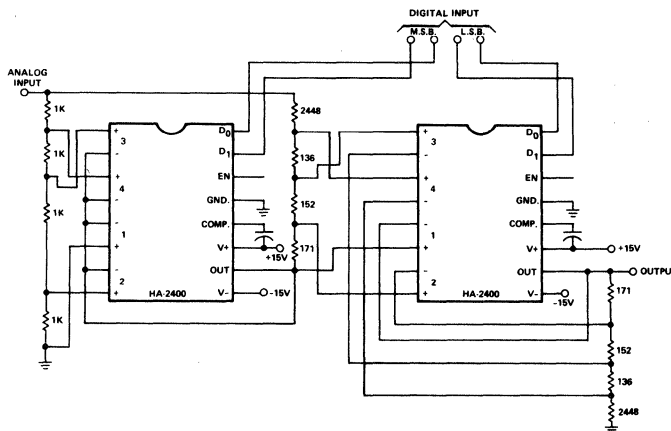 DIGITAL INPUT
M.S.B. L.S.B.
ANALOG
INPUT
1K
1K
1K
1K
+
3
-
+
4
-
-
1
+
-
2
+
D0
D1
EN
GND.
COMP.
V+
+15V
OUT
V-
-15V
HA-2400
2448
136
152
171
+
3
-
+
4
-
-
1
+
-
2
+
D0
D1
EN
GND.
COMP.
V+
+15V
OUT
OUTPUT
V-
-15V
HA-2400
171
152
136
2448